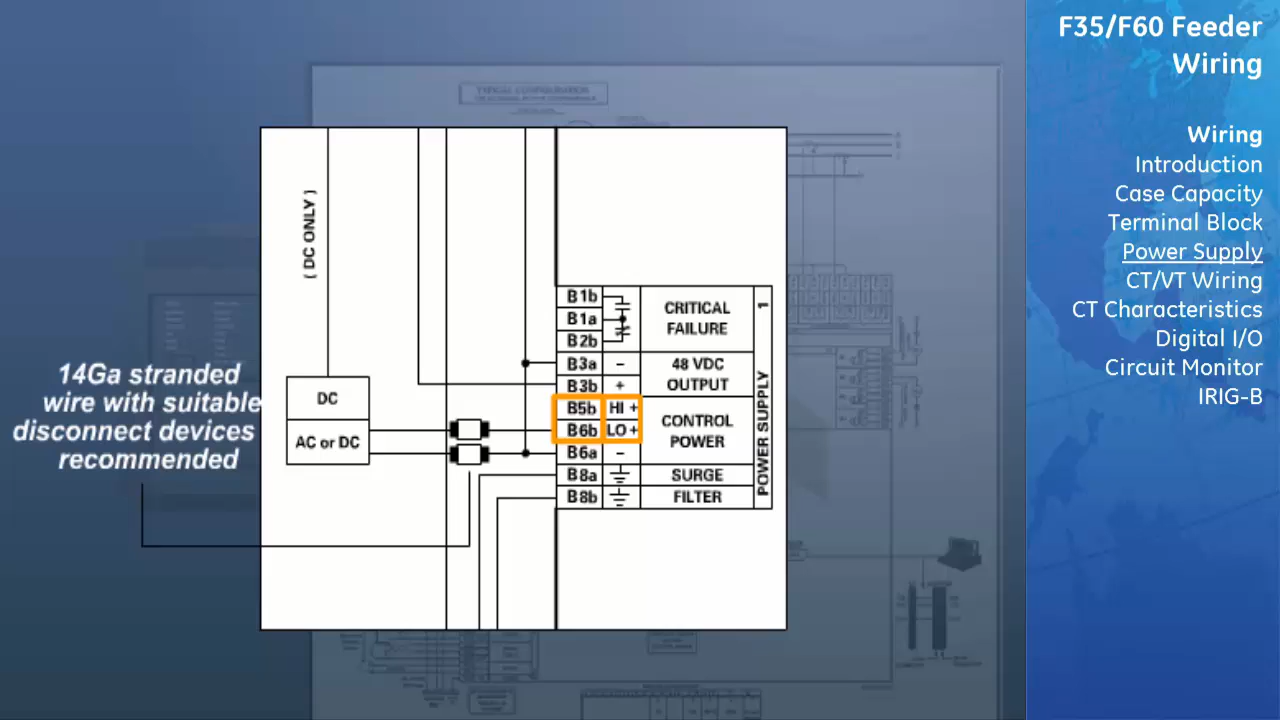 F35/F60 Feeder
Wiring
Wiring
Introduction
Case Capacity
Terminal Block
Power Supply
CT/VT Wiring
CT Characteristics
Digital I/O
Circuit Monitor
IRIG-B
TYPICAL CONFIGURATION
( DC ONLY )
14Ga stranded
wire with suitable
disconnect devices
recommended
DC
AC or DC
B1b
B1a
B2b
CRITICAL
FAILURE
B3a –
B3b +
48 VDC
OUTPUT
B5b HI +
B6b LO +
B6a –
CONTROL
POWER
B8a SURGE
B8b FILTER
POWER SUPPLY 1